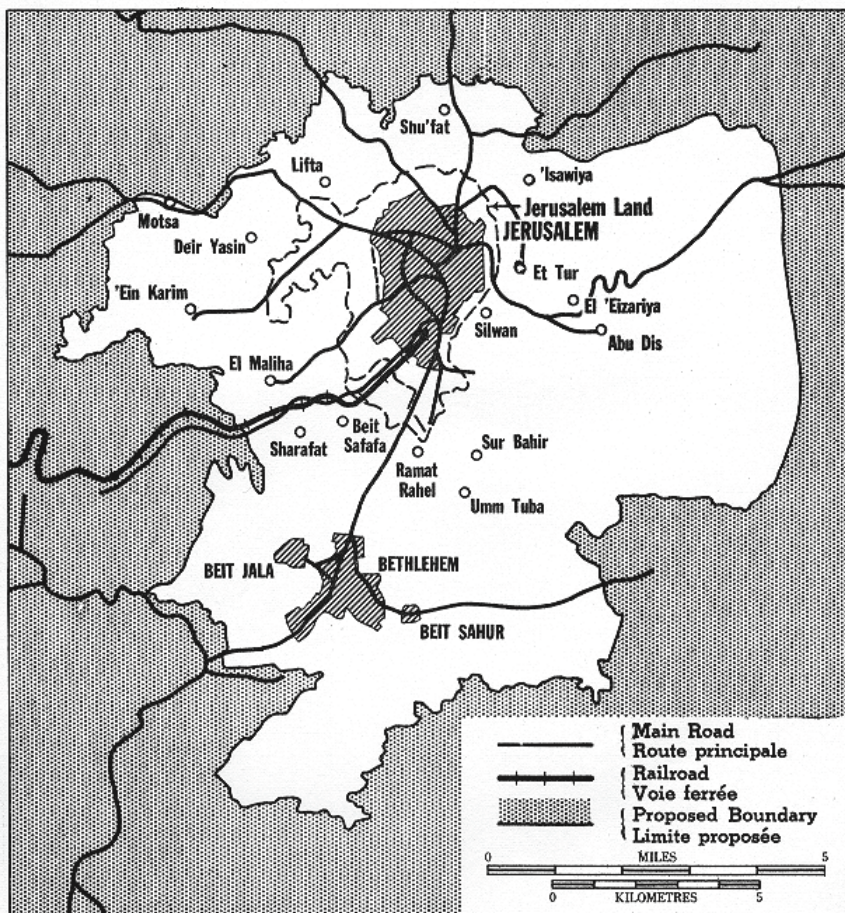 Shu'fat
Lifta
'Isawiya
Motsa
Jerusalem Land
JERUSALEM
Deir Yasin
Et Tur
'Ein Karim
El 'Eizariya
Silwan
Abu Dis
El Maliha
Beit
Safafa
Sharafat
Sur Bahir
Ramat
Rahel
Umm Tuba
BEIT JALA
BETHLEHEM
BEIT SAHUR
Main Road
Route principale
Railroad
Voie ferrée
Proposed Boundary
Limite proposée
0 MILES 5
0 KILOMETRES 5